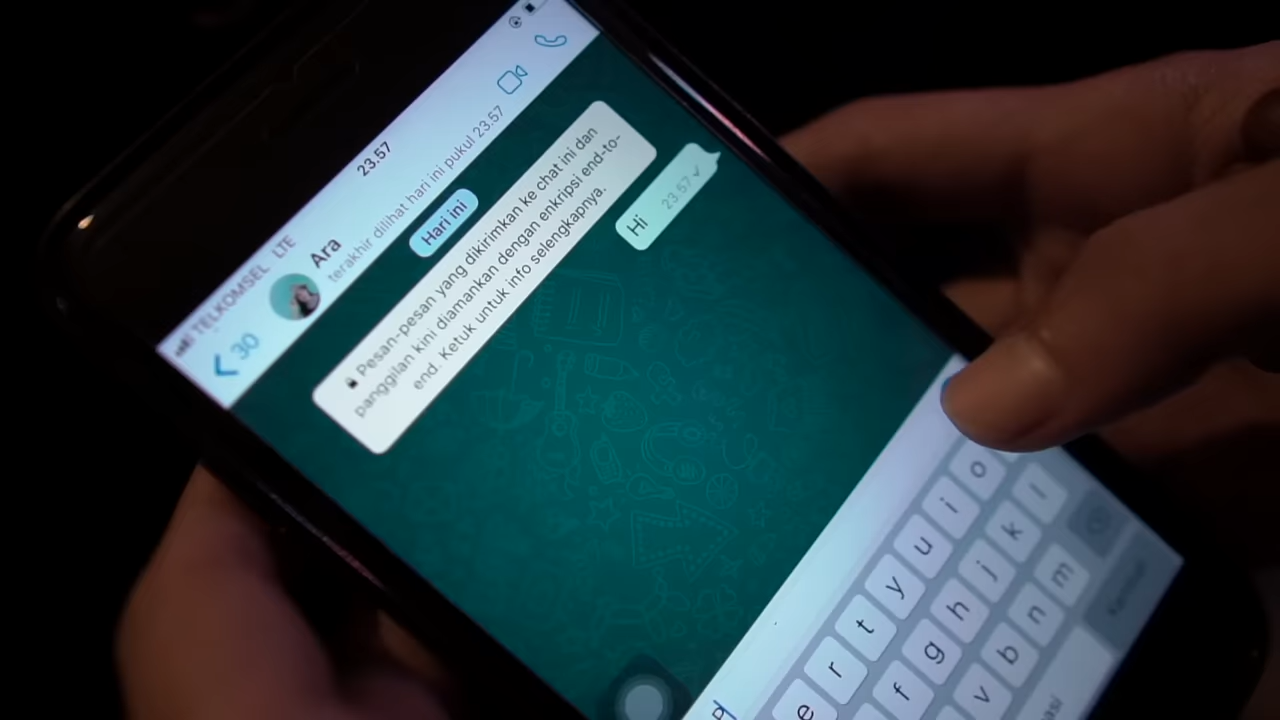 TELKOMSEL LTE
23.57
30
Ara
terakhir dilihat hari ini pukul 23.57
Hari ini
Pesan-pesan yang dikirimkan ke chat ini dan
panggilan kini diamankan dengan enkripsi end-to-
end. Ketuk untuk info selengkapnya.
Hi 23.57
e r t y u i o
f g h j k l
v b n m